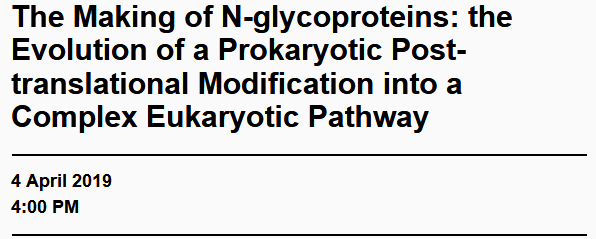 The Making of N-glycoproteins: the
Evolution of a Prokaryotic Post-
translational Modification into a
Complex Eukaryotic Pathway
4 April 2019
4:00 PM